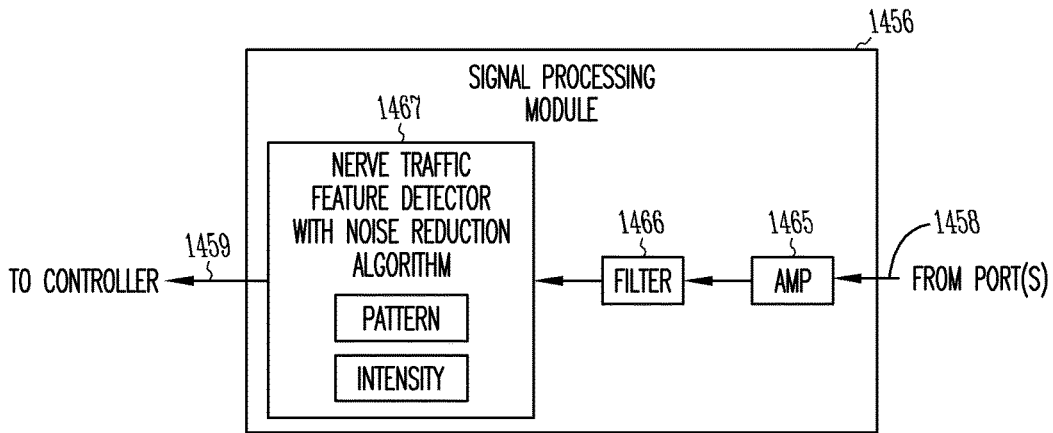 1456
SIGNAL PROCESSING
MODULE
1467
NERVE TRAFFIC
FEATURE DETECTOR
WITH NOISE REDUCTION
ALGORITHM
PATTERN
INTENSITY
1466
FILTER
1465
AMP
1458
FROM PORT(S)
1459
TO CONTROLLER